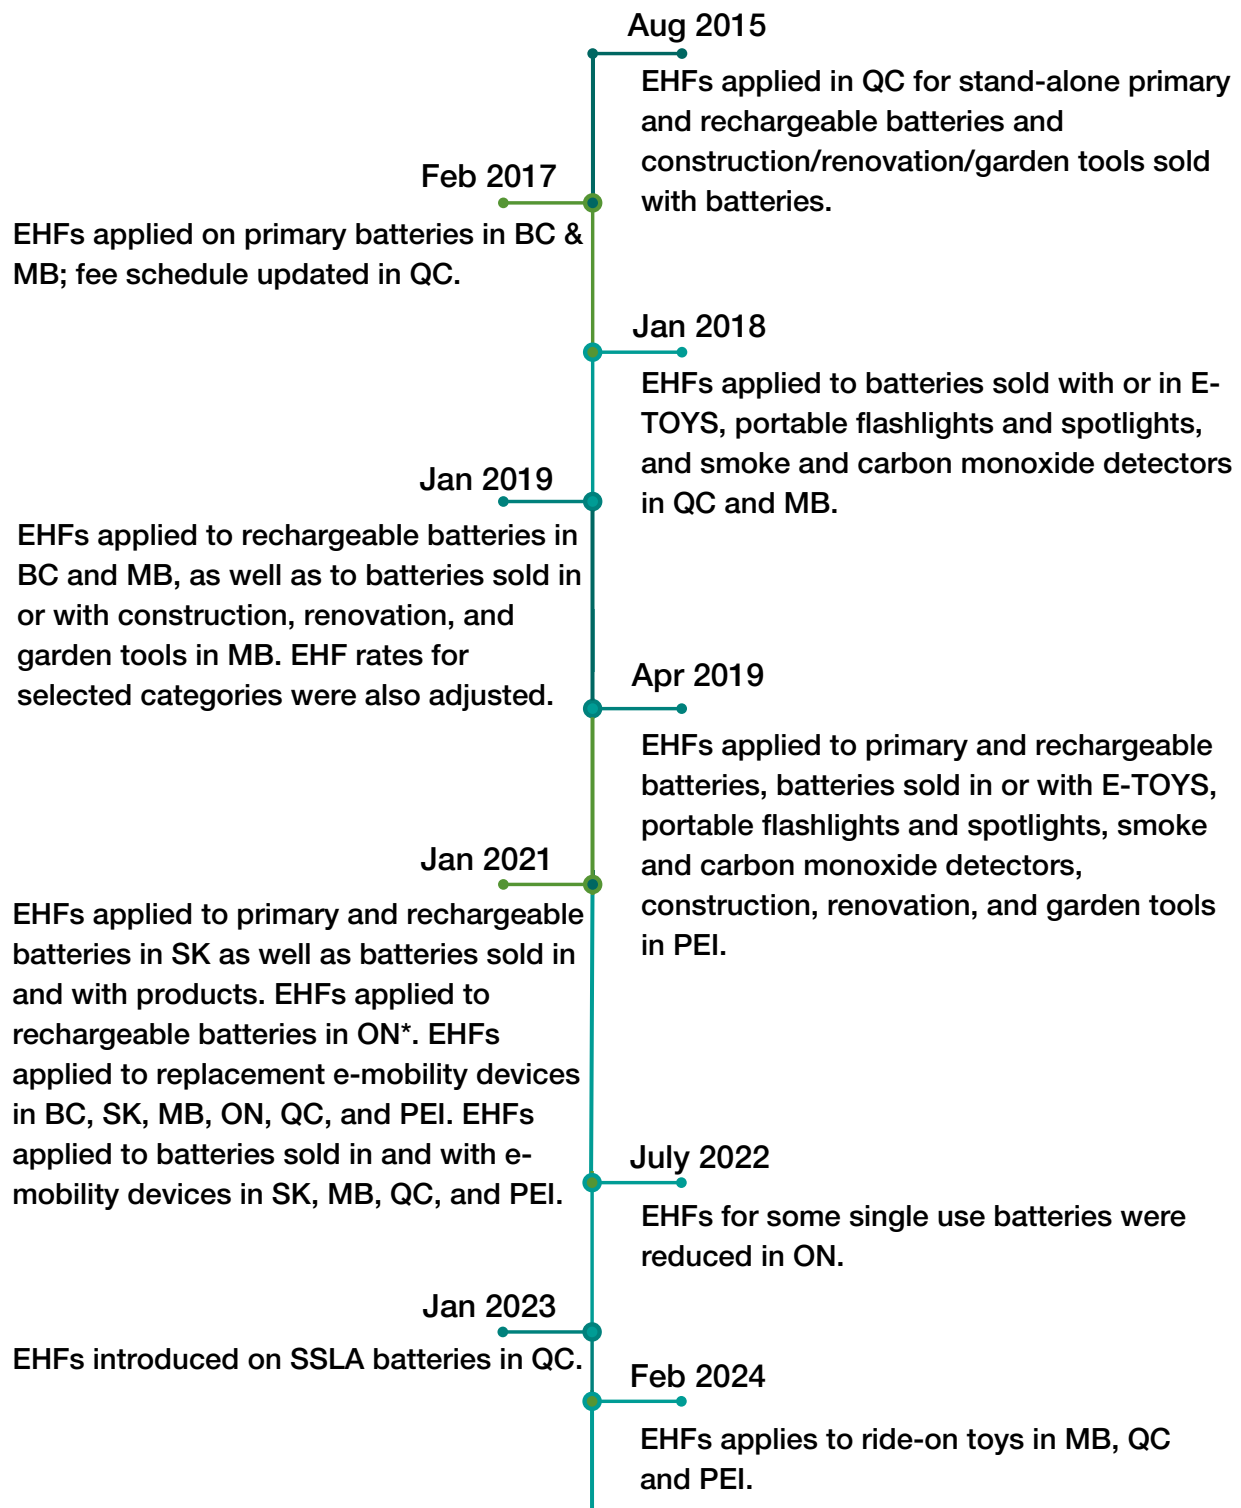 Aug 2015
EHFs applied in QC for stand-alone primary
and rechargeable batteries and
construction/renovation/garden tools sold
with batteries.
Feb 2017
EHFs applied on primary batteries in BC &
MB; fee schedule updated in QC.
Jan 2018
EHFs applied to batteries sold with or in E-
TOYS, portable flashlights and spotlights,
and smoke and carbon monoxide detectors
in QC and MB.
Jan 2019
EHFs applied to rechargeable batteries in
BC and MB, as well as to batteries sold in
or with construction, renovation, and
garden tools in MB. EHF rates for
selected categories were also adjusted.
Apr 2019
EHFs applied to primary and rechargeable
batteries, batteries sold in or with E-TOYS,
portable flashlights and spotlights, smoke
and carbon monoxide detectors,
construction, renovation, and garden tools
in PEI.
Jan 2021
EHFs applied to primary and rechargeable
batteries in SK as well as batteries sold in
and with products. EHFs applied to
rechargeable batteries in ON*. EHFs
applied to replacement e-mobility devices
in BC, SK, MB, ON, QC, and PEI. EHFs
applied to batteries sold in and with e-
mobility devices in SK, MB, QC, and PEI.
July 2022
EHFs for some single use batteries were
reduced in ON.
Jan 2023
EHFs introduced on SSLA batteries in QC.
Feb 2024
EHFs applies to ride-on toys in MB, QC
and PEI.